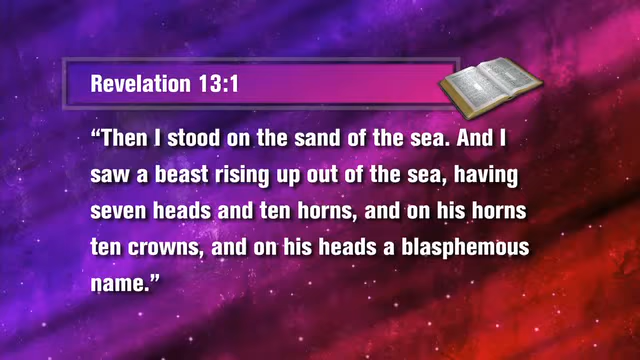 Revelation 13:1
“Then I stood on the sand of the sea. And I
saw a beast rising up out of the sea, having
seven heads and ten horns, and on his horns
ten crowns, and on his heads a blasphemous
name.”